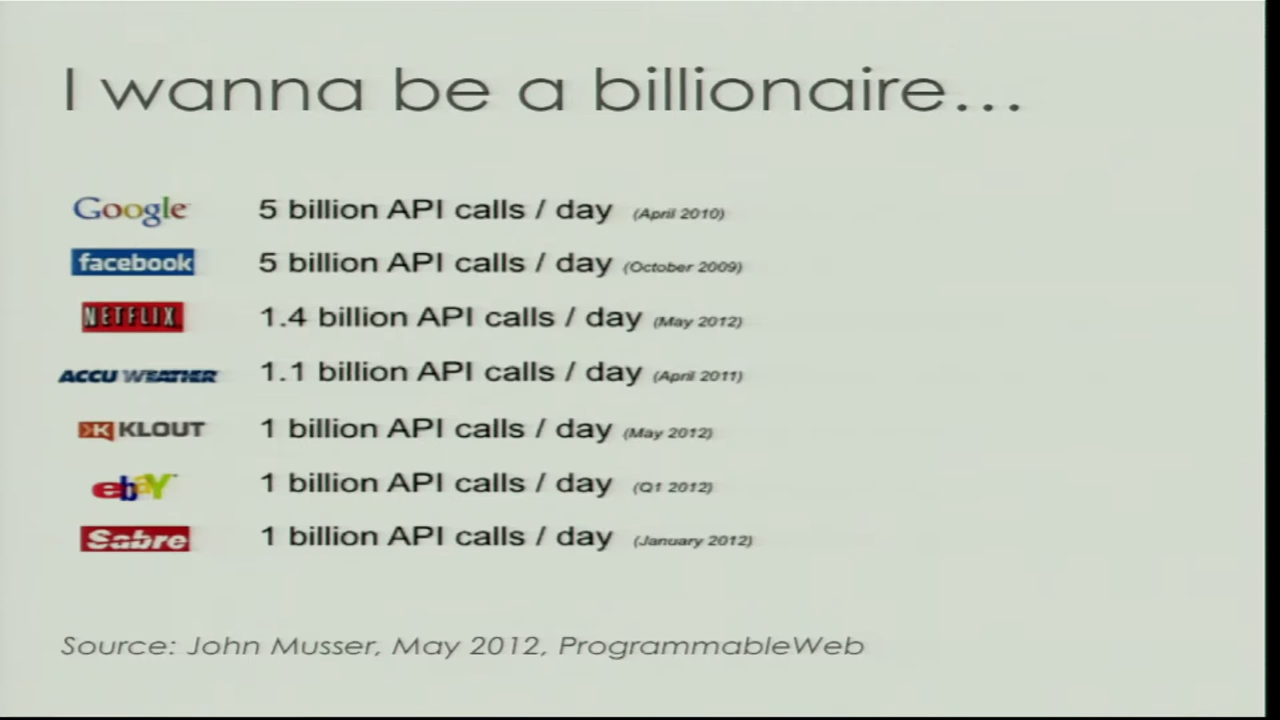 I wanna be a billionaire...
Google 5 billion API calls / day (April 2010)
facebook 5 billion API calls / day (October 2009)
NETFLIX 1.4 billion API calls / day (May 2012)
ACCU WEATHER 1.1 billion API calls / day (April 2011)
KLOUT 1 billion API calls / day (May 2012)
ebaY 1 billion API calls / day (Q1 2012)
Sabre 1 billion API calls / day (January 2012)
Source: John Musser, May 2012, ProgrammableWeb